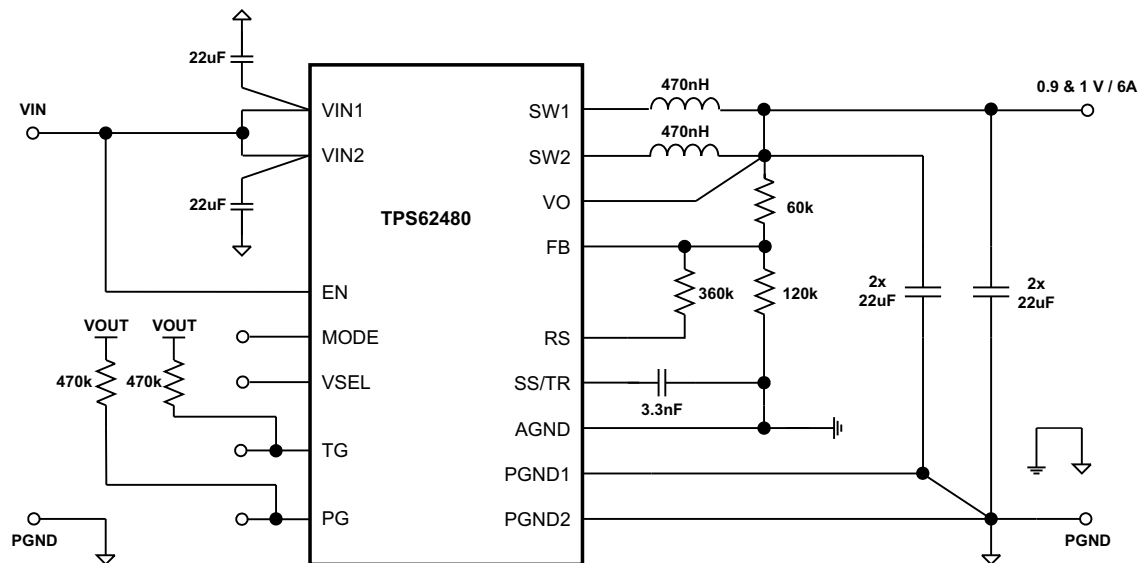 22uF
470nH
VIN
VIN1
SW1
0.9 & 1 V / 6A
470nH
VIN2
SW2
22uF
VO
60k
TPS62480
FB
EN
360k
120k
2x
22uF
2x
22uF
VOUT
VOUT
MODE
RS
470k
470k
VSEL
SS/TR
3.3nF
AGND
TG
PGND1
PG
PGND2
PGND
PGND